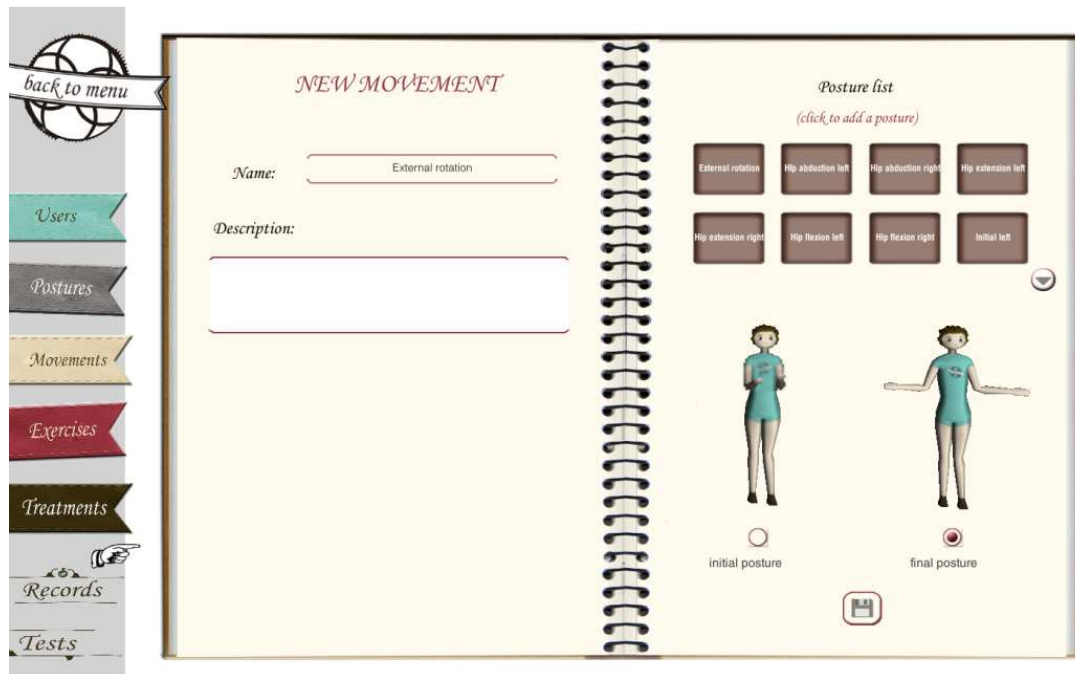 back to menu
Users
Postures
Movements
Exercises
Treatments
Records
Tests
NEW MOVEMENT
Name:
External rotation
Description:
Posture list
(click to add a posture)
External rotation
Hip abduction left
Hip abduction right
Hip extension left
Hip extension right
Hip flexion left
Hip flexion right
Initial left
initial posture
final posture